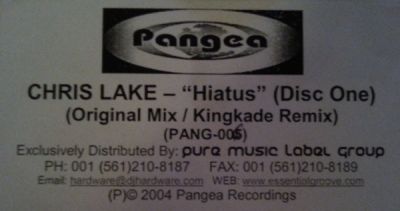 Pangea
CHRIS LAKE – "Hiatus" (Disc One)
(Original Mix / Kingkade Remix)
(PANG-006)
Exclusively Distributed By: pure music Label Group
PH: 001 (561)210-8187 FAX: 001 (561)210-8189
Email: hardware@djhardware.com WEB: www.essentialgroove.com
(P)© 2004 Pangea Recordings